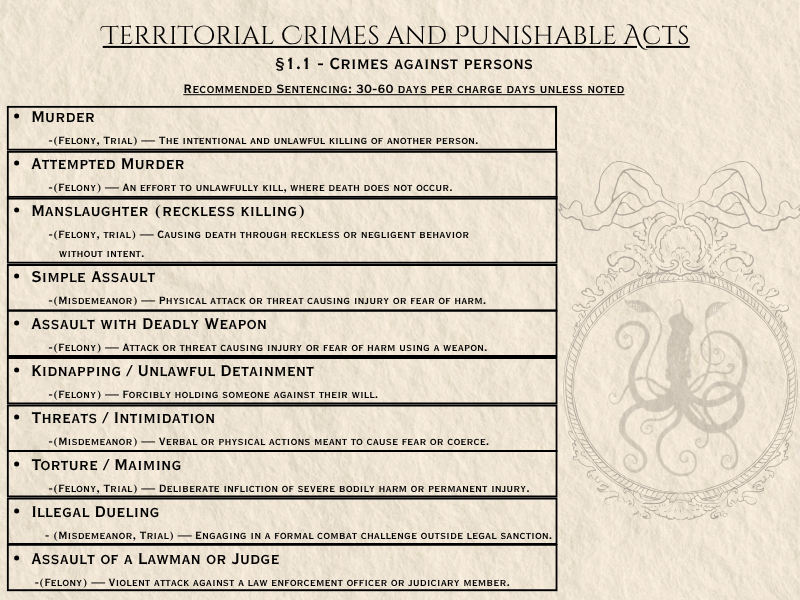 Territorial Crimes and Punishable Acts
§1.1 - Crimes against persons
Recommended Sentencing: 30-60 days per charge days unless noted
• Murder
-(Felony, Trial) — The intentional and unlawful killing of another person.
• Attempted Murder
-(Felony) — An effort to unlawfully kill, where death does not occur.
• Manslaughter (reckless killing)
-(Felony, trial) — Causing death through reckless or negligent behavior
without intent.
• Simple Assault
-(Misdemeanor) — Physical attack or threat causing injury or fear of harm.
• Assault with Deadly Weapon
-(Felony) — Attack or threat causing injury or fear of harm using a weapon.
• Kidnapping / Unlawful Detainment
-(Felony) — Forcibly holding someone against their will.
• Threats / Intimidation
-(Misdemeanor) — Verbal or physical actions meant to cause fear or coerce.
• Torture / Maiming
-(Felony, Trial) — Deliberate infliction of severe bodily harm or permanent injury.
• Illegal Dueling
- (Misdemeanor, Trial) — Engaging in a formal combat challenge outside legal sanction.
• Assault of a Lawman or Judge
-(Felony) — Violent attack against a law enforcement officer or judiciary member.